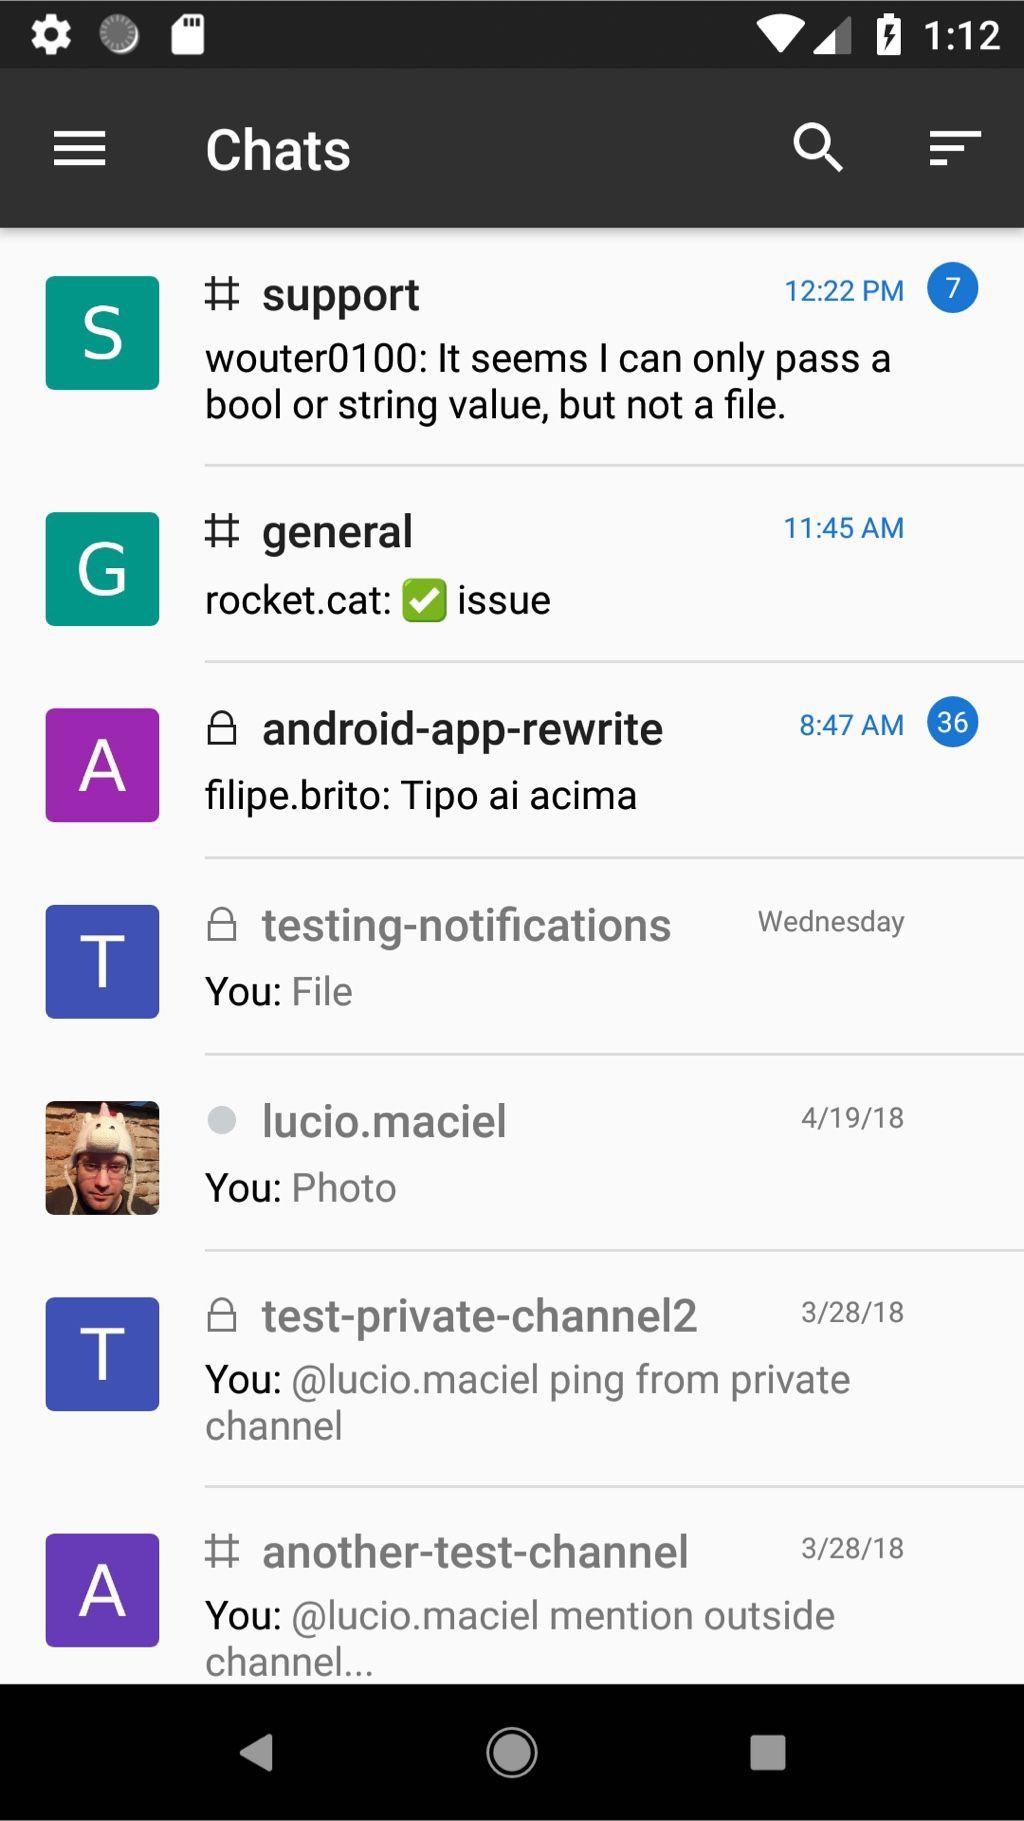 1:12
Chats
S
# support
12:22 PM
7
wouter0100: It seems I can only pass a
bool or string value, but not a file.
G
# general
11:45 AM
rocket.cat: ✅ issue
A
android-app-rewrite
8:47 AM
36
filipe.brito: Tipo ai acima
T
testing-notifications
Wednesday
You: File
lucio.maciel
4/19/18
You: Photo
T
test-private-channel2
3/28/18
You: @lucio.maciel ping from private
channel
A
# another-test-channel
3/28/18
You: @lucio.maciel mention outside
channel...